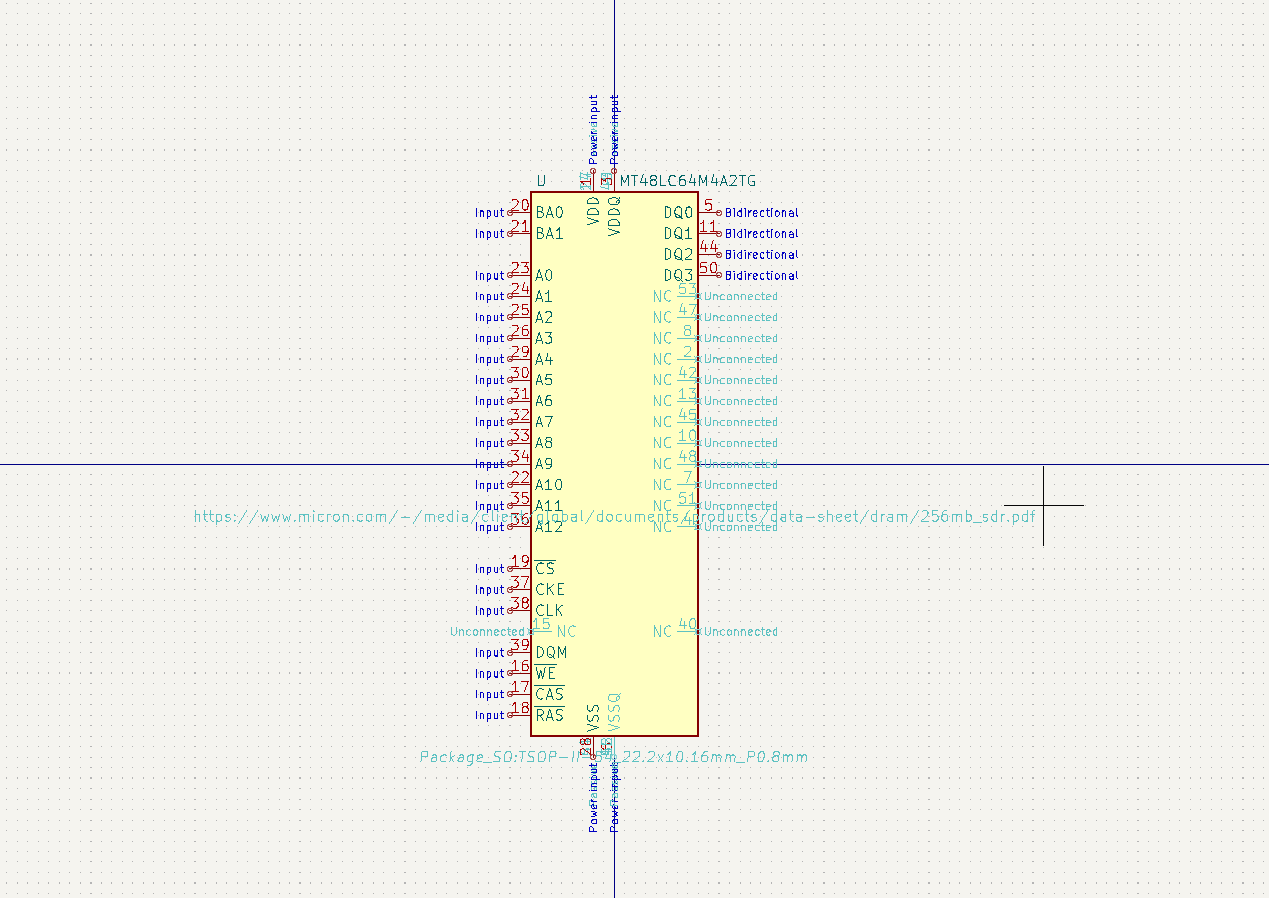 Power input
Power input
U
1
3
MT48LC64M4A2TG
VDD
VDDQ
Input 20 BA0
DQ0 5 Bidirectional
Input 21 BA1
DQ1 11 Bidirectional
DQ2 44 Bidirectional
Input 23 A0
DQ3 50 Bidirectional
Input 24 A1
NC 53 Unconnected
Input 25 A2
NC 47 Unconnected
Input 26 A3
NC 8 Unconnected
Input 29 A4
NC 2 Unconnected
Input 30 A5
NC 42 Unconnected
Input 31 A6
NC 13 Unconnected
Input 32 A7
NC 45 Unconnected
Input 33 A8
NC 10 Unconnected
Input 34 A9
NC 48 Unconnected
Input 22 A10
NC 7 Unconnected
Input 35 A11
NC 51 Unconnected
https://www.micron.com/~/media/client/global/documents/products/data-sheet/dram/256mb_sdr.pdf
Input 36 A12
NC 4 Unconnected
Input 19 CS
Input 37 CKE
Input 38 CLK
Unconnected 15 NC
NC 40 Unconnected
Input 39 DQM
Input 16 WE
Input 17 CAS
Input 18 RAS
VSS
VSSQ
28
Package_SO:TSOP-II-54_22.2x10.16mm_P0.8mm
Power input
Power input